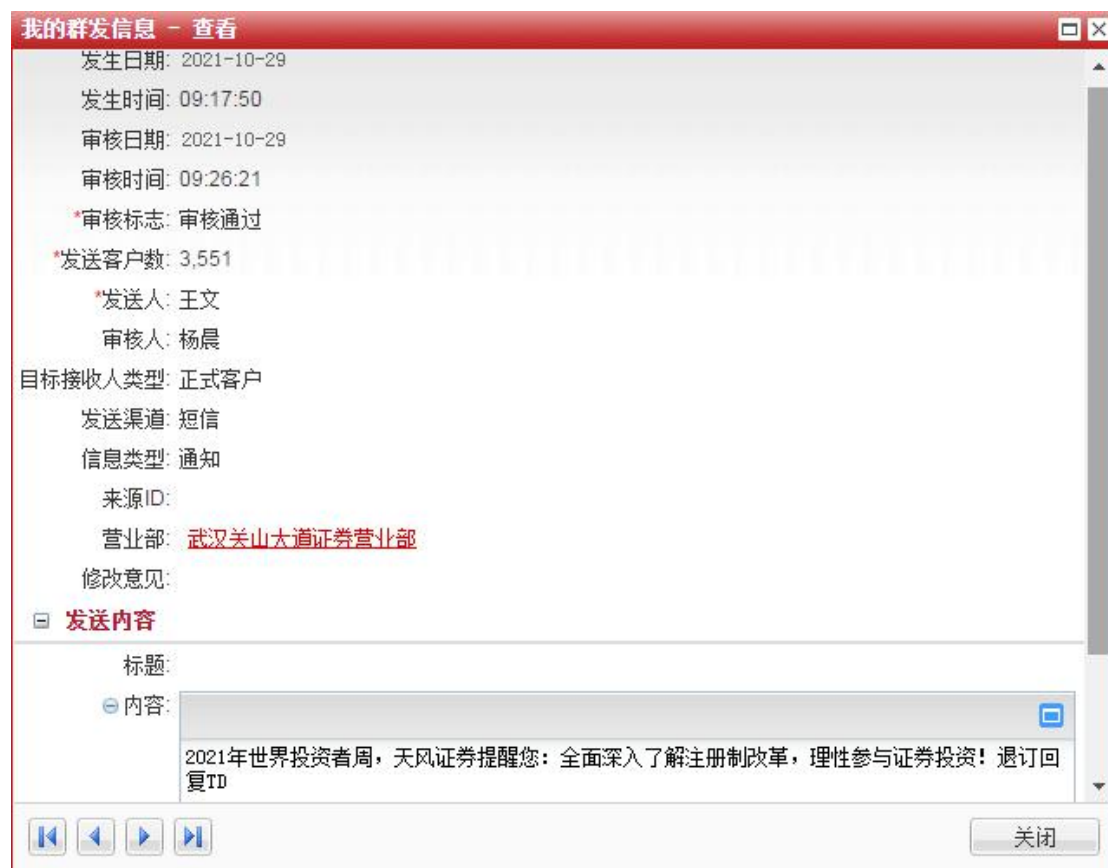 我的群发信息 - 查看
发生日期: 2021-10-29
发生时间: 09:17:50
审核日期: 2021-10-29
审核时间: 09:26:21
*审核标志: 审核通过
*发送客户数: 3,551
*发送人: 王文
审核人: 杨晨
目标接收人类型: 正式客户
发送渠道: 短信
信息类型: 通知
来源ID:
营业部: 武汉关山大道证券营业部
修改意见:
发送内容
标题:
内容:
2021年世界投资者周，天风证券提醒您：全面深入了解注册制改革，理性参与证券投资！退订回
复TD
关闭